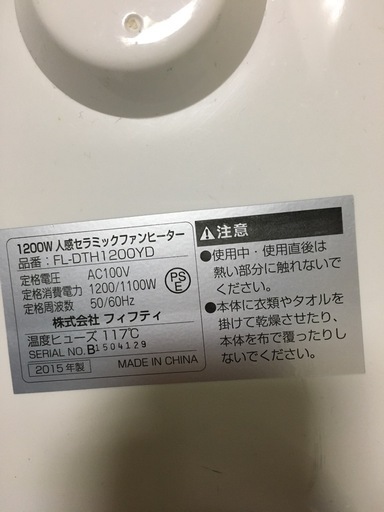 1200W 人感セラミックファンヒーター
品番：FL-DTH1200YD
定格電圧 AC100V
定格消費電力 1200/1100W
定格周波数 50/60Hz
PS
E
株式会社 フィフティ
温度ヒューズ 117℃
SERIAL NO. B1504129
2015年製 MADE IN CHINA
注意
●使用中・使用直後は
熱い部分に触れないで
ください。
●本体に衣類やタオルを
掛けて乾燥させたり、
本体を布で覆ったりし
ないでください。